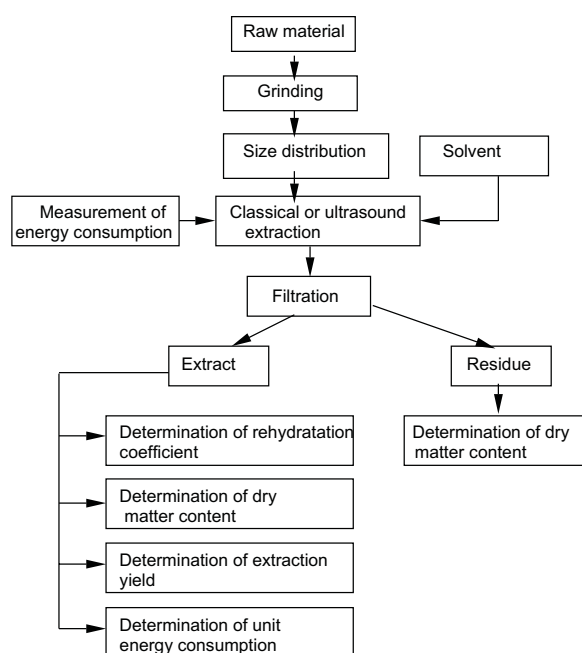 Raw material
Grinding
Size distribution
Solvent
Measurement of
energy consumption
Classical or ultrasound
extraction
Filtration
Extract
Residue
Determination of rehydratation
coefficient
Determination of dry
matter content
Determination of dry
matter content
Determination of extraction
yield
Determination of unit
energy consumption